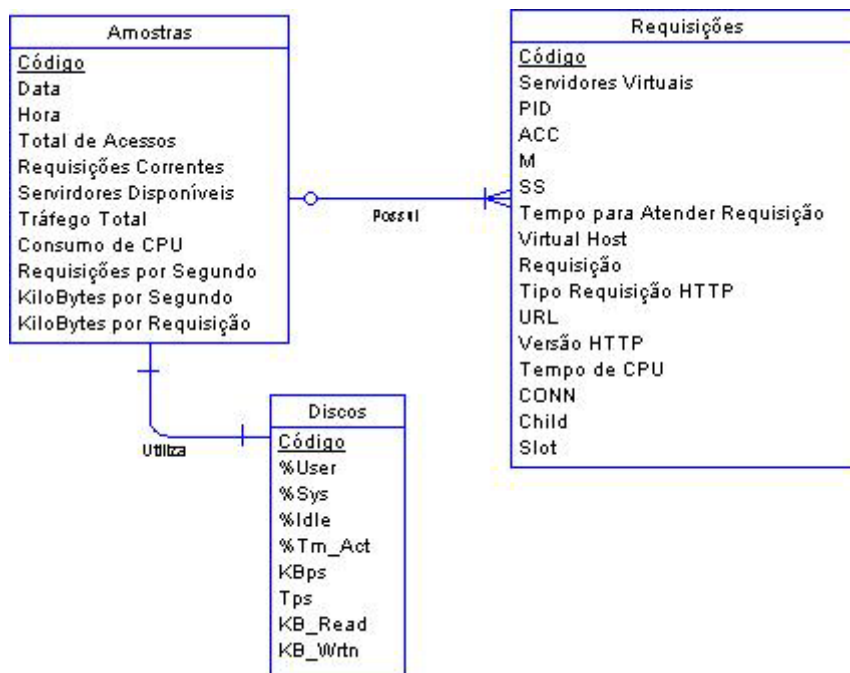 Amostras
Código
Data
Hora
Total de Acessos
Requisições Correntes
Servirdores Disponíveis
Tráfego Total
Consumo de CPU
Requisições por Segundo
KiloBytes por Segundo
KiloBytes por Requisição
Possui
Requisições
Código
Servidores Virtuais
PID
ACC
M
SS
Tempo para Atender Requisição
Virtual Host
Requisição
Tipo Requisição HTTP
URL
Versão HTTP
Tempo de CPU
CONN
Child
Slot
Utiliza
Discos
Código
%User
%Sys
%Idle
%Tm_Act
KBps
Tps
KB_Read
KB_Wrtn